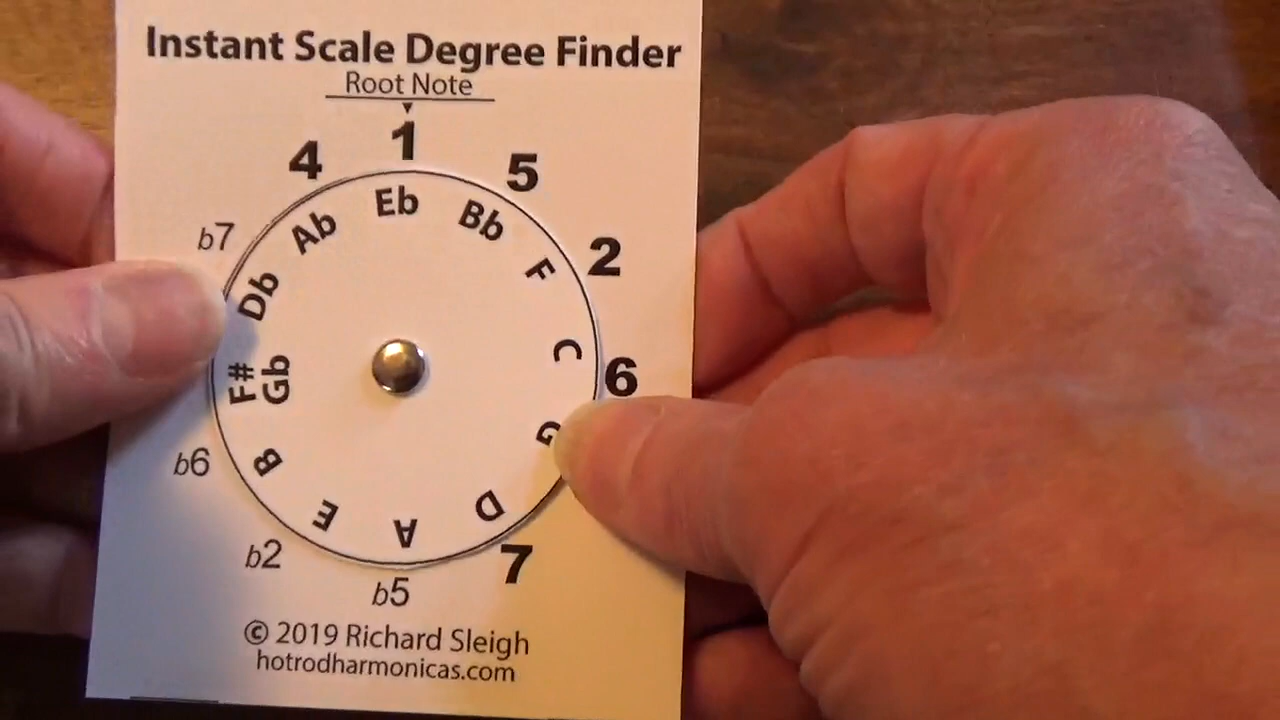 Instant Scale Degree Finder
Root Note
1
4
5
b7
2
6
b6
b2
7
b5
Eb
Bb
F
C
G
D
A
E
B
F#
Gb
Db
Ab
© 2019 Richard Sleigh
hotrodharmonicas.com